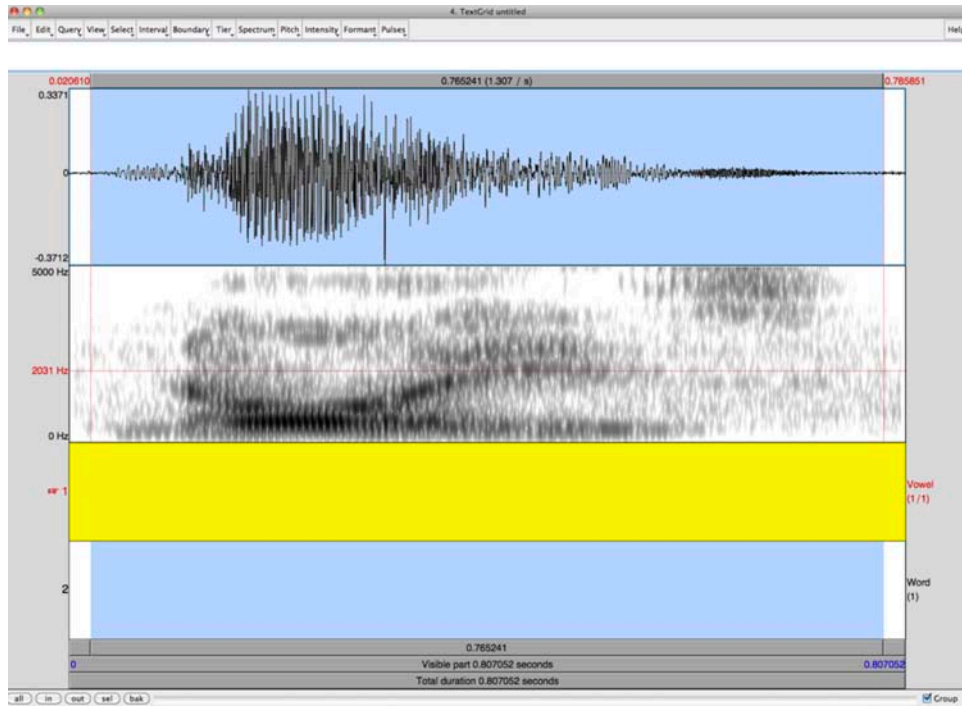 4. TextGrid untitled
File Edit Query View Select Interval Boundary Tier Spectrum Pitch Intensity Formant Pulses Help
0.020610 0.765241 (1.307 / s) 0.785851
0.3371
0
-0.3712
5000 Hz
2031 Hz
0 Hz
1 Vowel
(1/1)
2 Word
(1)
0.765241
0 Visible part 0.807052 seconds 0.807052
Total duration 0.807052 seconds
all in out sel bak Group